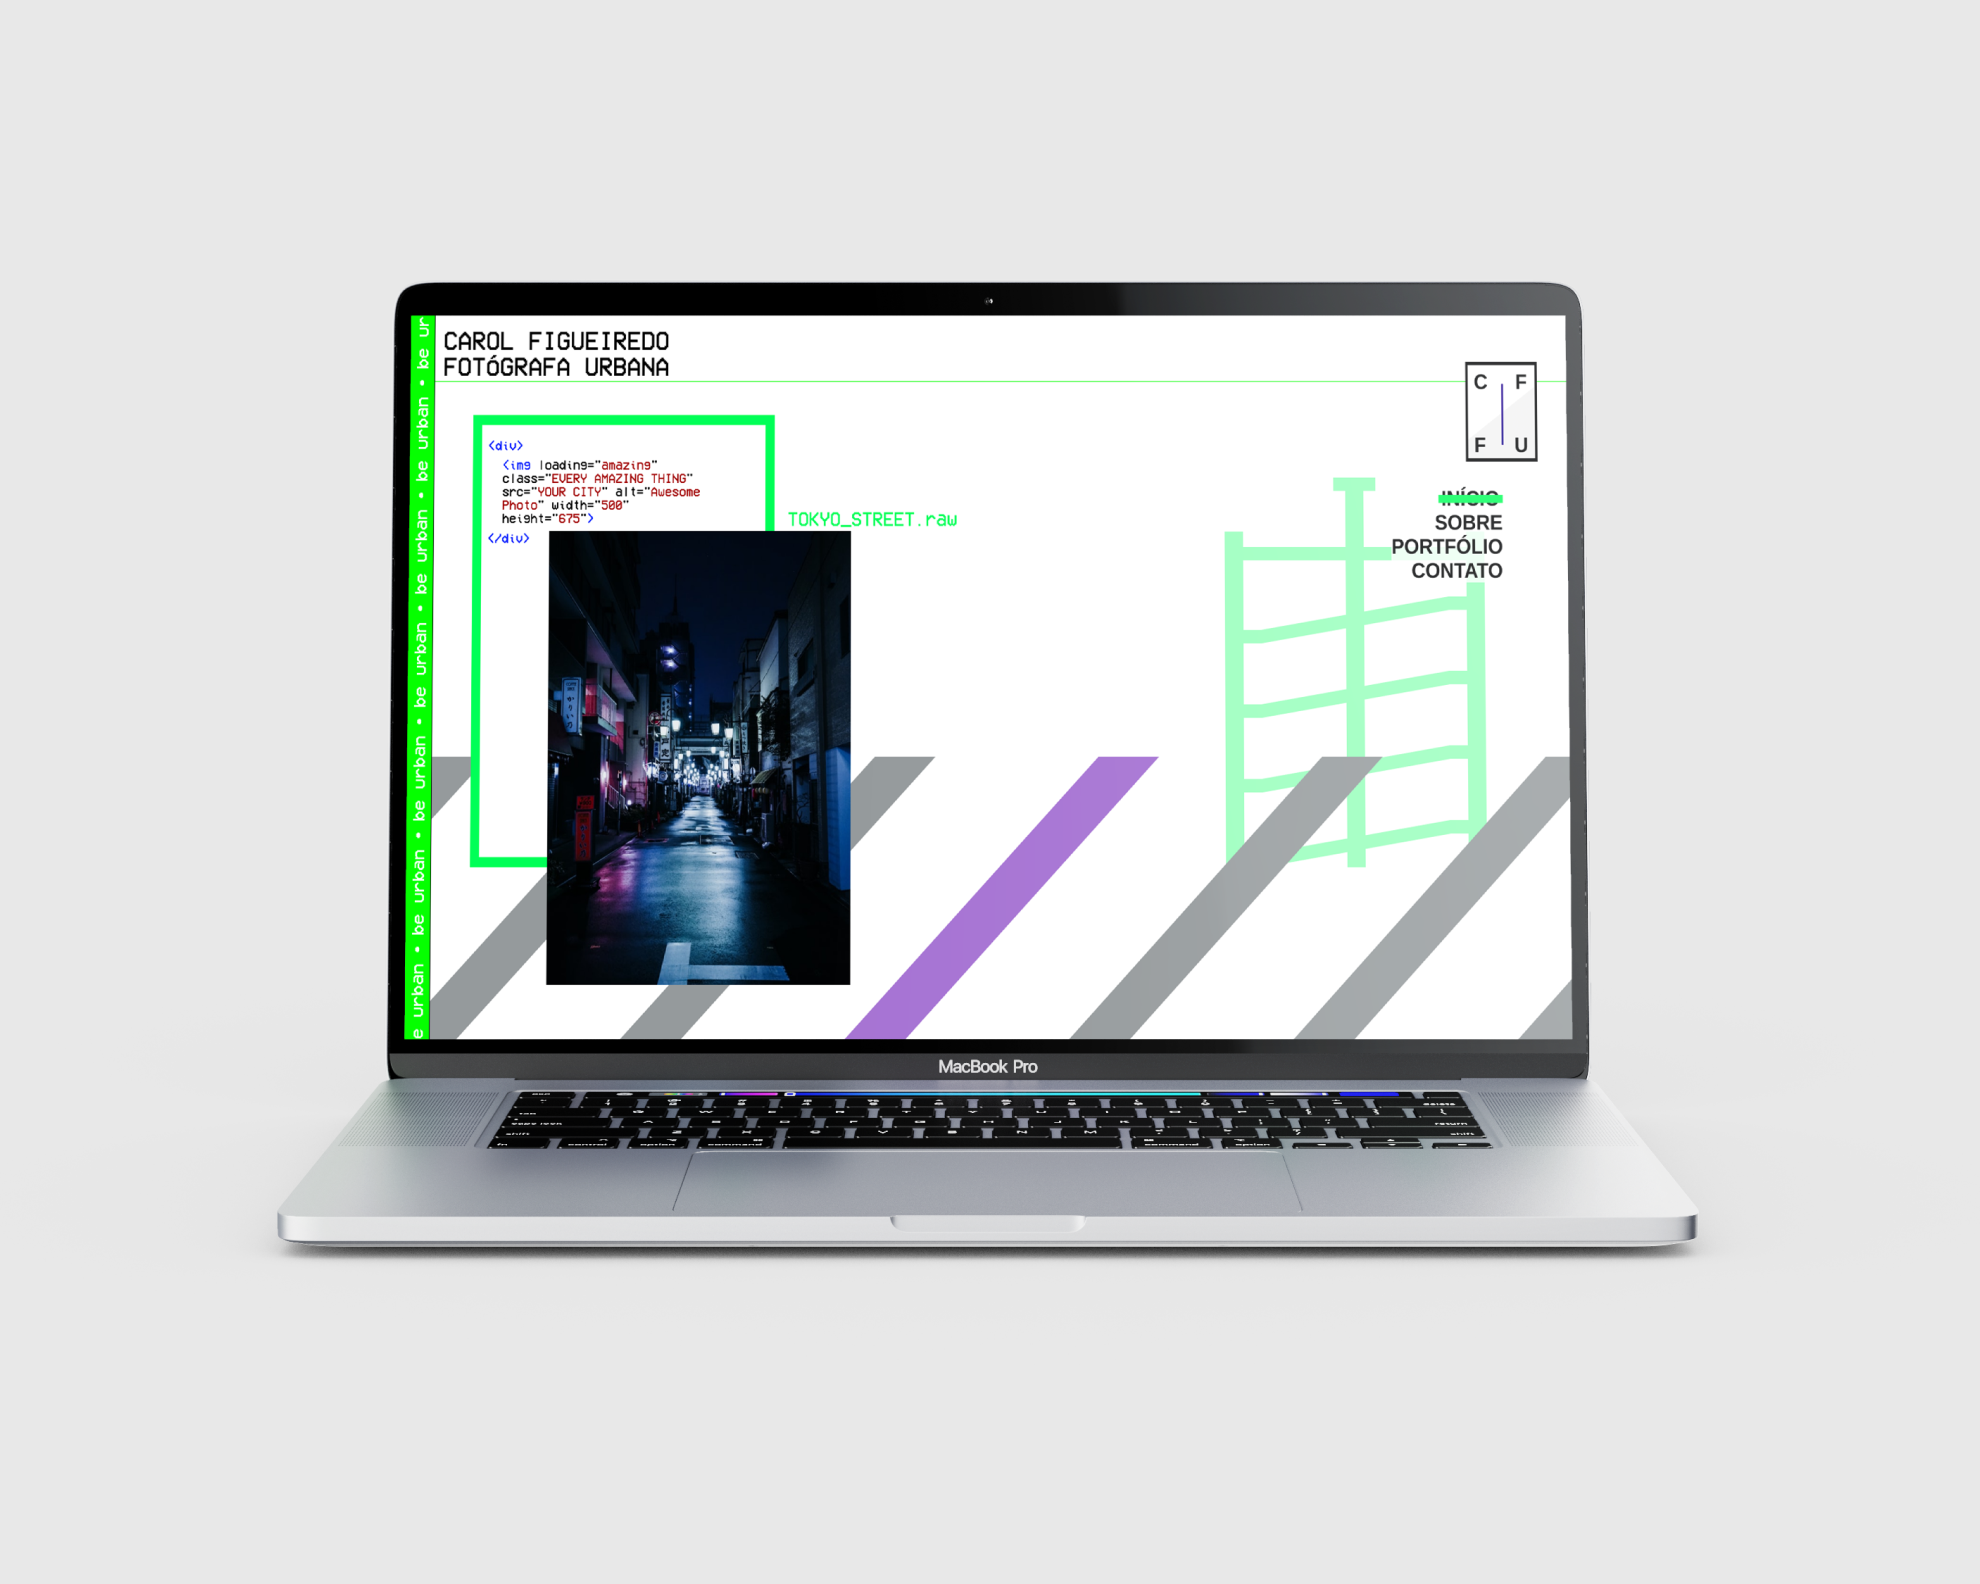 CAROL FIGUEIREDO
FOTÓGRAFA URBANA
C F
F U
INÍCIO
SOBRE
PORTFÓLIO
CONTATO
<div>
<img loading="amazing"
class="EVERY AMAZING THING"
src="YOUR CITY" alt="Awesome
Photo" width="500"
height="675">
</div>
TOKYO_STREET.raw
e urban • be urban • be urban • be urban • be urban • be urban • be ur
MacBook Pro